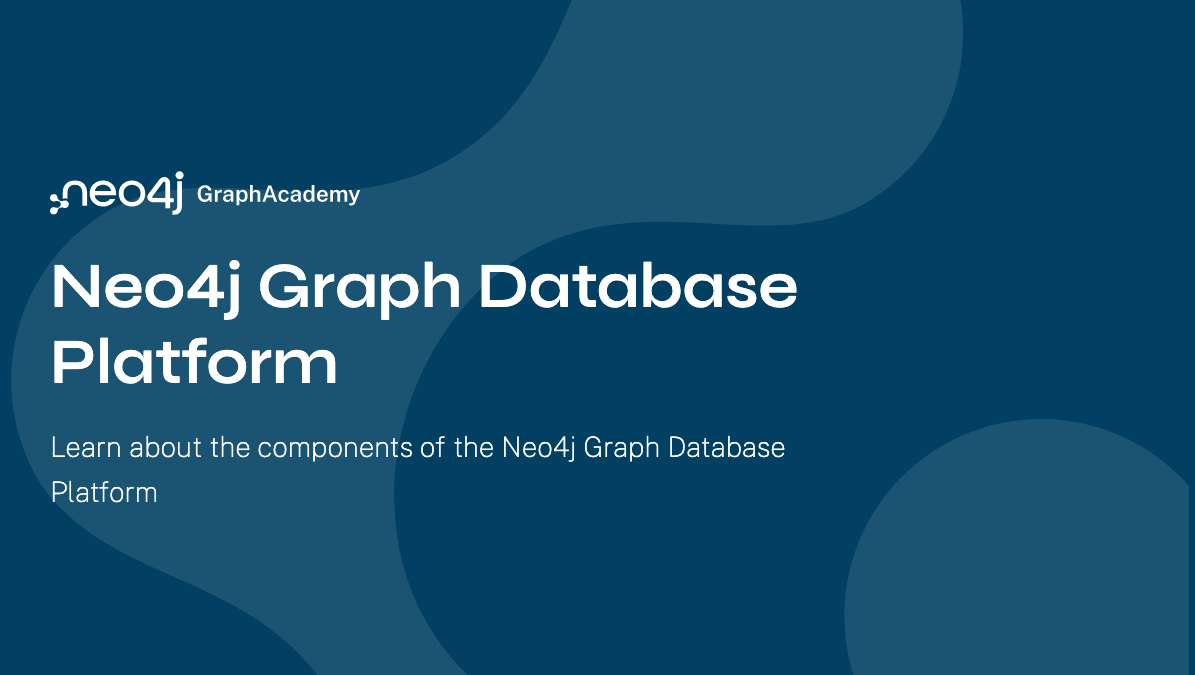 neo4j GraphAcademy
Neo4j Graph Database
Platform
Learn about the components of the Neo4j Graph Database
Platform